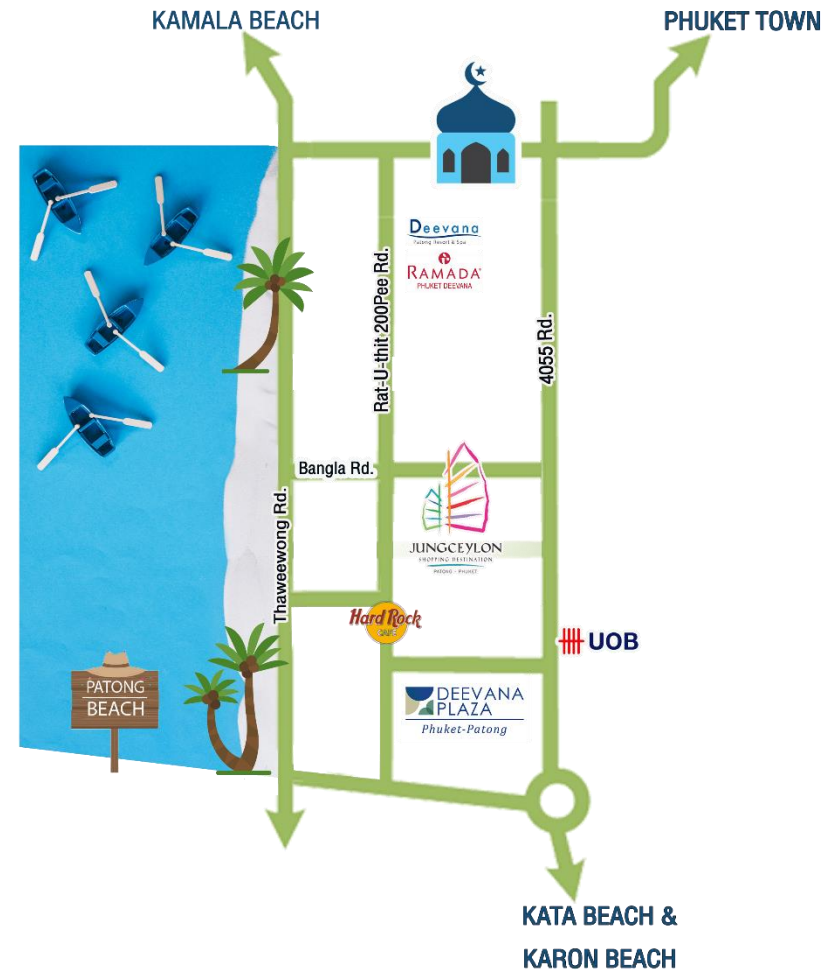 KAMALA BEACH
PHUKET TOWN
Deevana
Patong Resort & Spa
RAMADA
PHUKET DEEVANA
Rat-U-thit 200Pee Rd.
4055 Rd.
Bangla Rd.
Thaweewong Rd.
JUNGCEYLON
SHOPPING DESTINATION
PATONG - PHUKET
Hard Rock
CAFE
UOB
PATONG
BEACH
DEEVANA
PLAZA
Phuket-Patong
KATA BEACH &
KARON BEACH